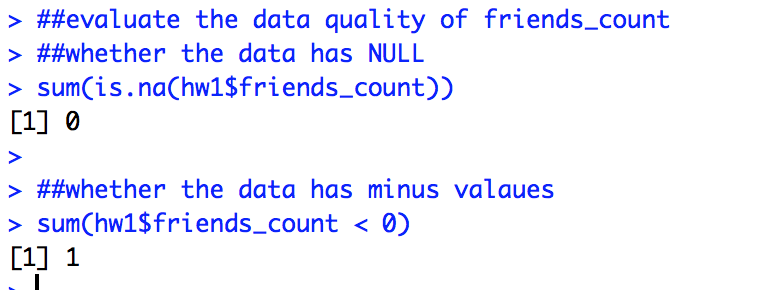 > ##evaluate the data quality of friends_count
> ##whether the data has NULL
> sum(is.na(hw1$friends_count))
[1] 0
>
> ##whether the data has minus valaues
> sum(hw1$friends_count < 0)
[1] 1
>